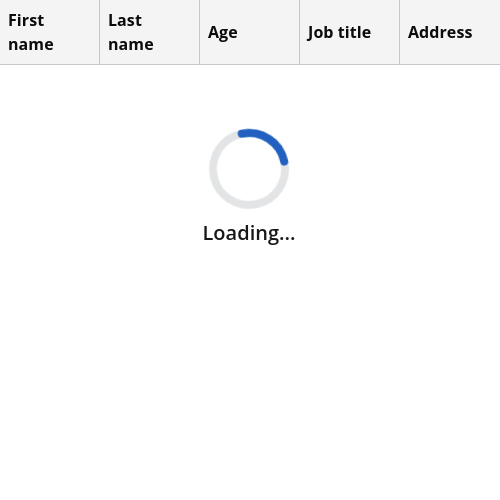 First name
Last name
Age
Job title
Address
Loading...